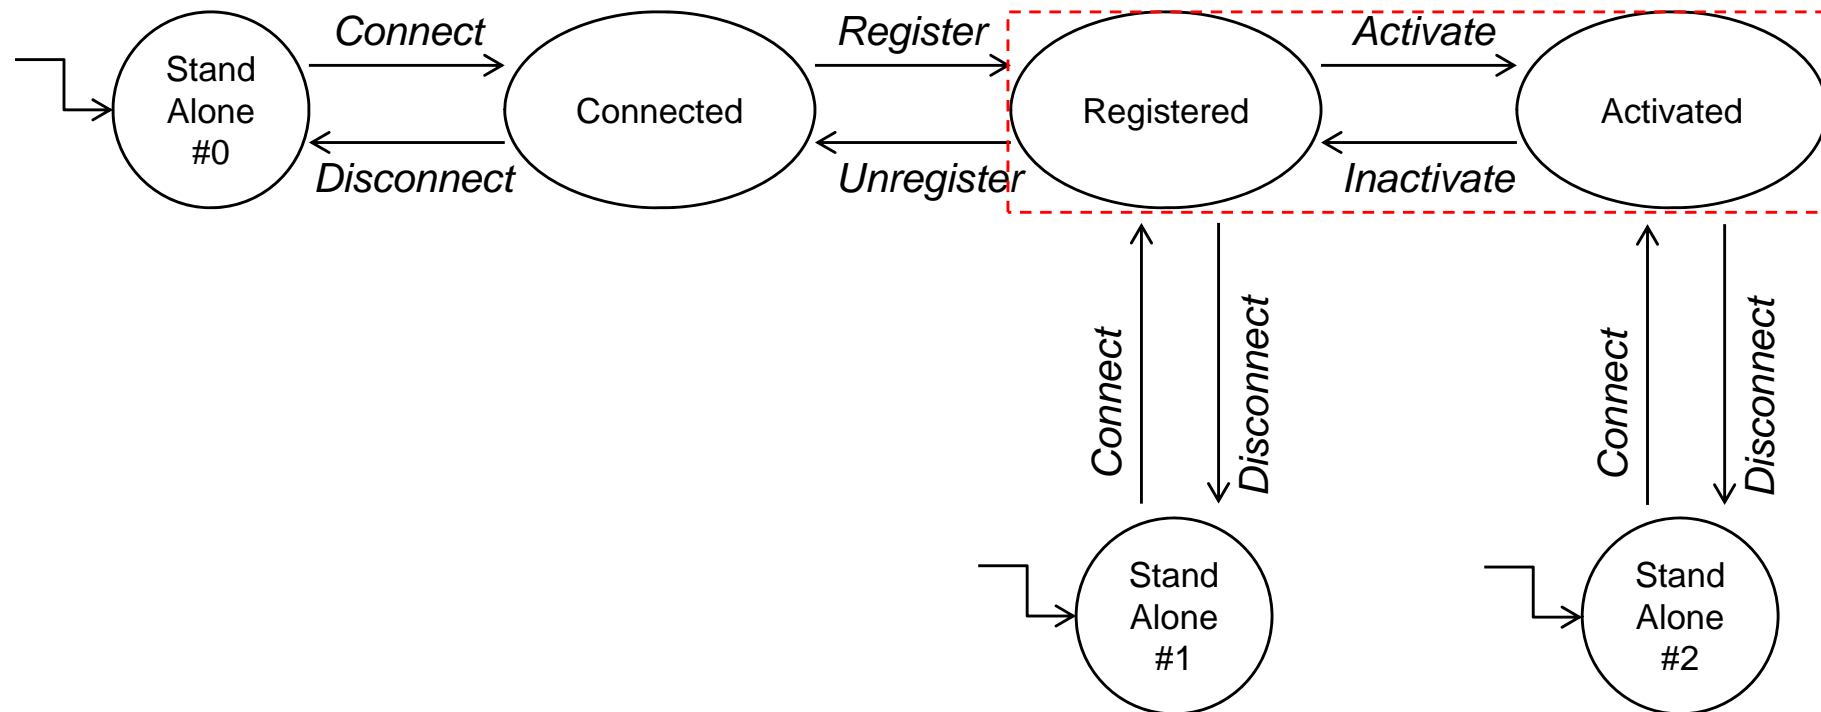 Connect
Register
Activate
Stand
Alone
#0
Connected
Registered
Activated
Disconnect
Unregister
Inactivate
Connect
Disconnect
Connect
Disconnect
Stand
Alone
#1
Stand
Alone
#2